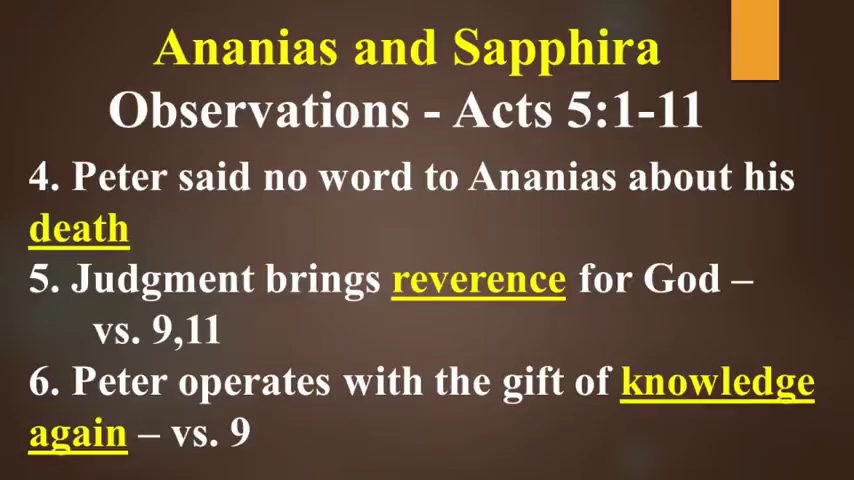 Ananias and Sapphira
Observations - Acts 5:1-11
4. Peter said no word to Ananias about his
death
5. Judgment brings reverence for God –
vs. 9,11
6. Peter operates with the gift of knowledge
again – vs. 9